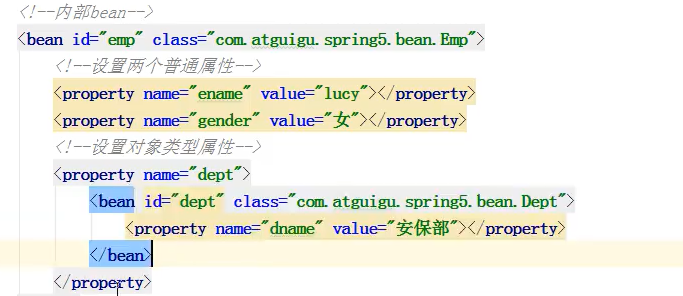 <!--内部bean-->
<bean id="emp" class="com.atguigu.spring5.bean.Emp">
<!--设置两个普通属性-->
<property name="ename" value="lucy"></property>
<property name="gender" value="女"></property>
<!--设置对象类型属性-->
<property name="dept">
<bean id="dept" class="com.atguigu.spring5.bean.Dept">
<property name="dname" value="安保部"></property>
</bean>
</property>